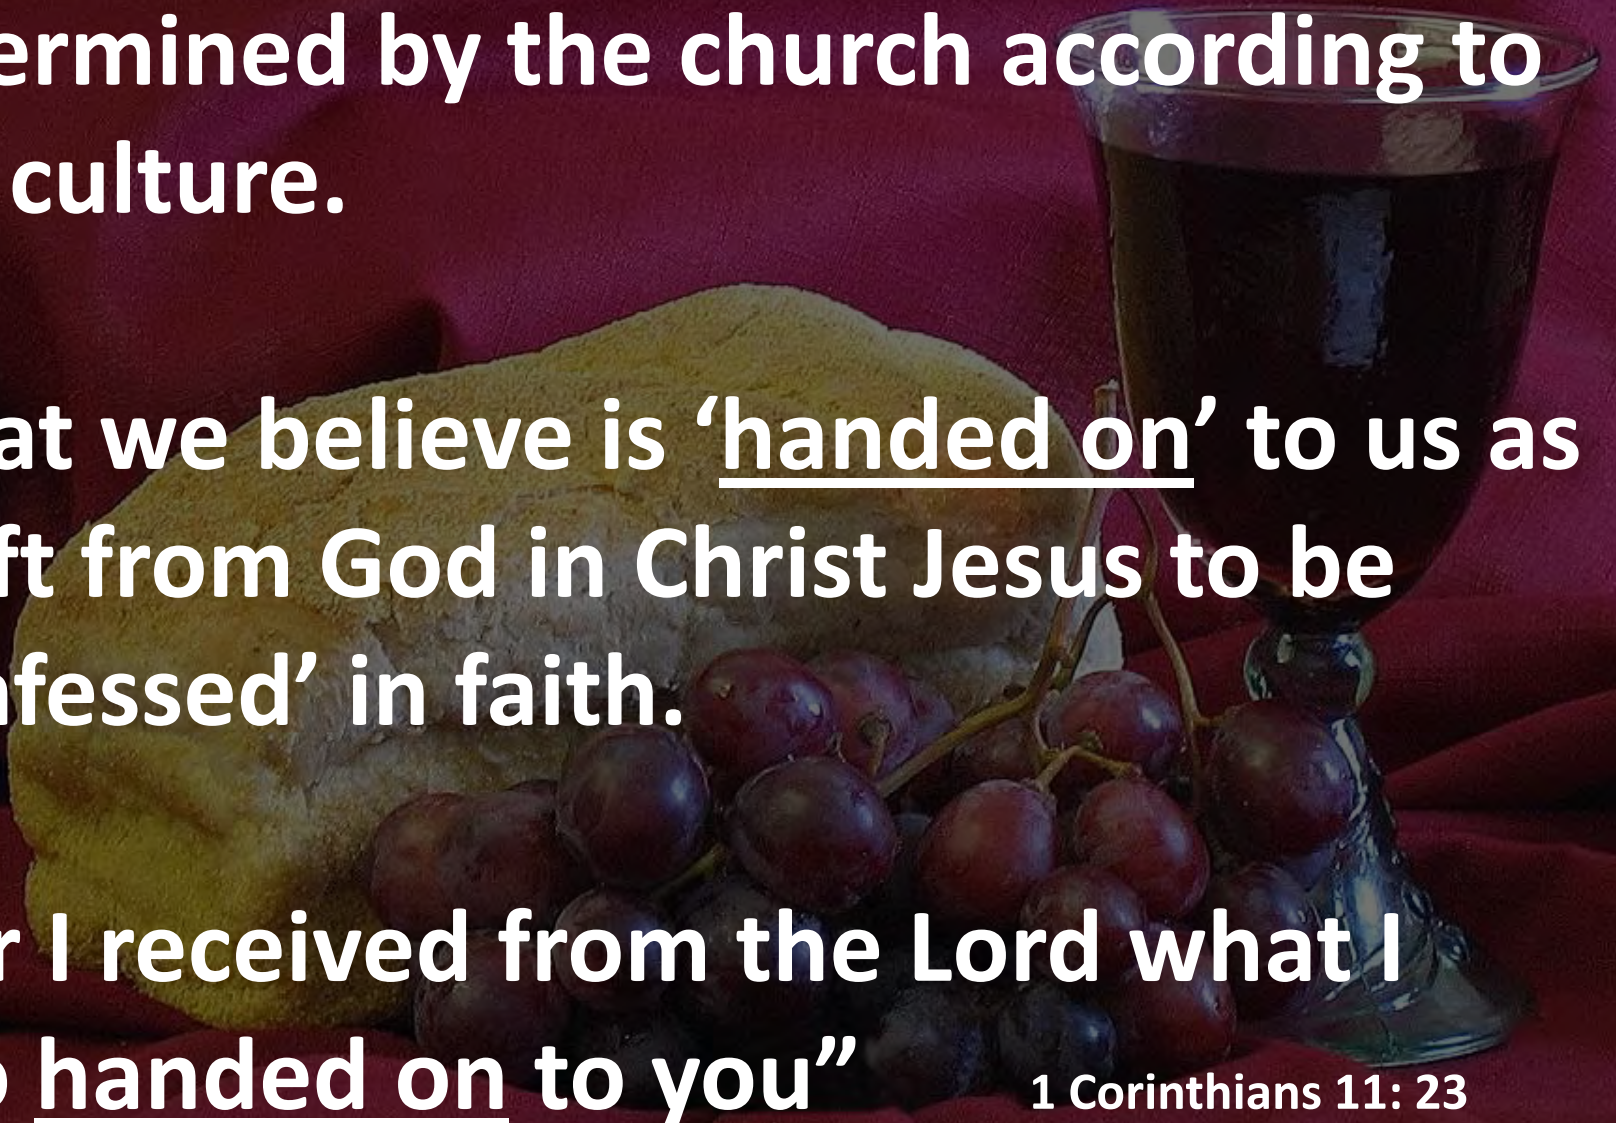 ermined by the church according to
culture.
at we believe is ‘handed on’ to us as
ft from God in Christ Jesus to be
fessed’ in faith.
r I received from the Lord what I
handed on to you” 1 Corinthians 11: 23